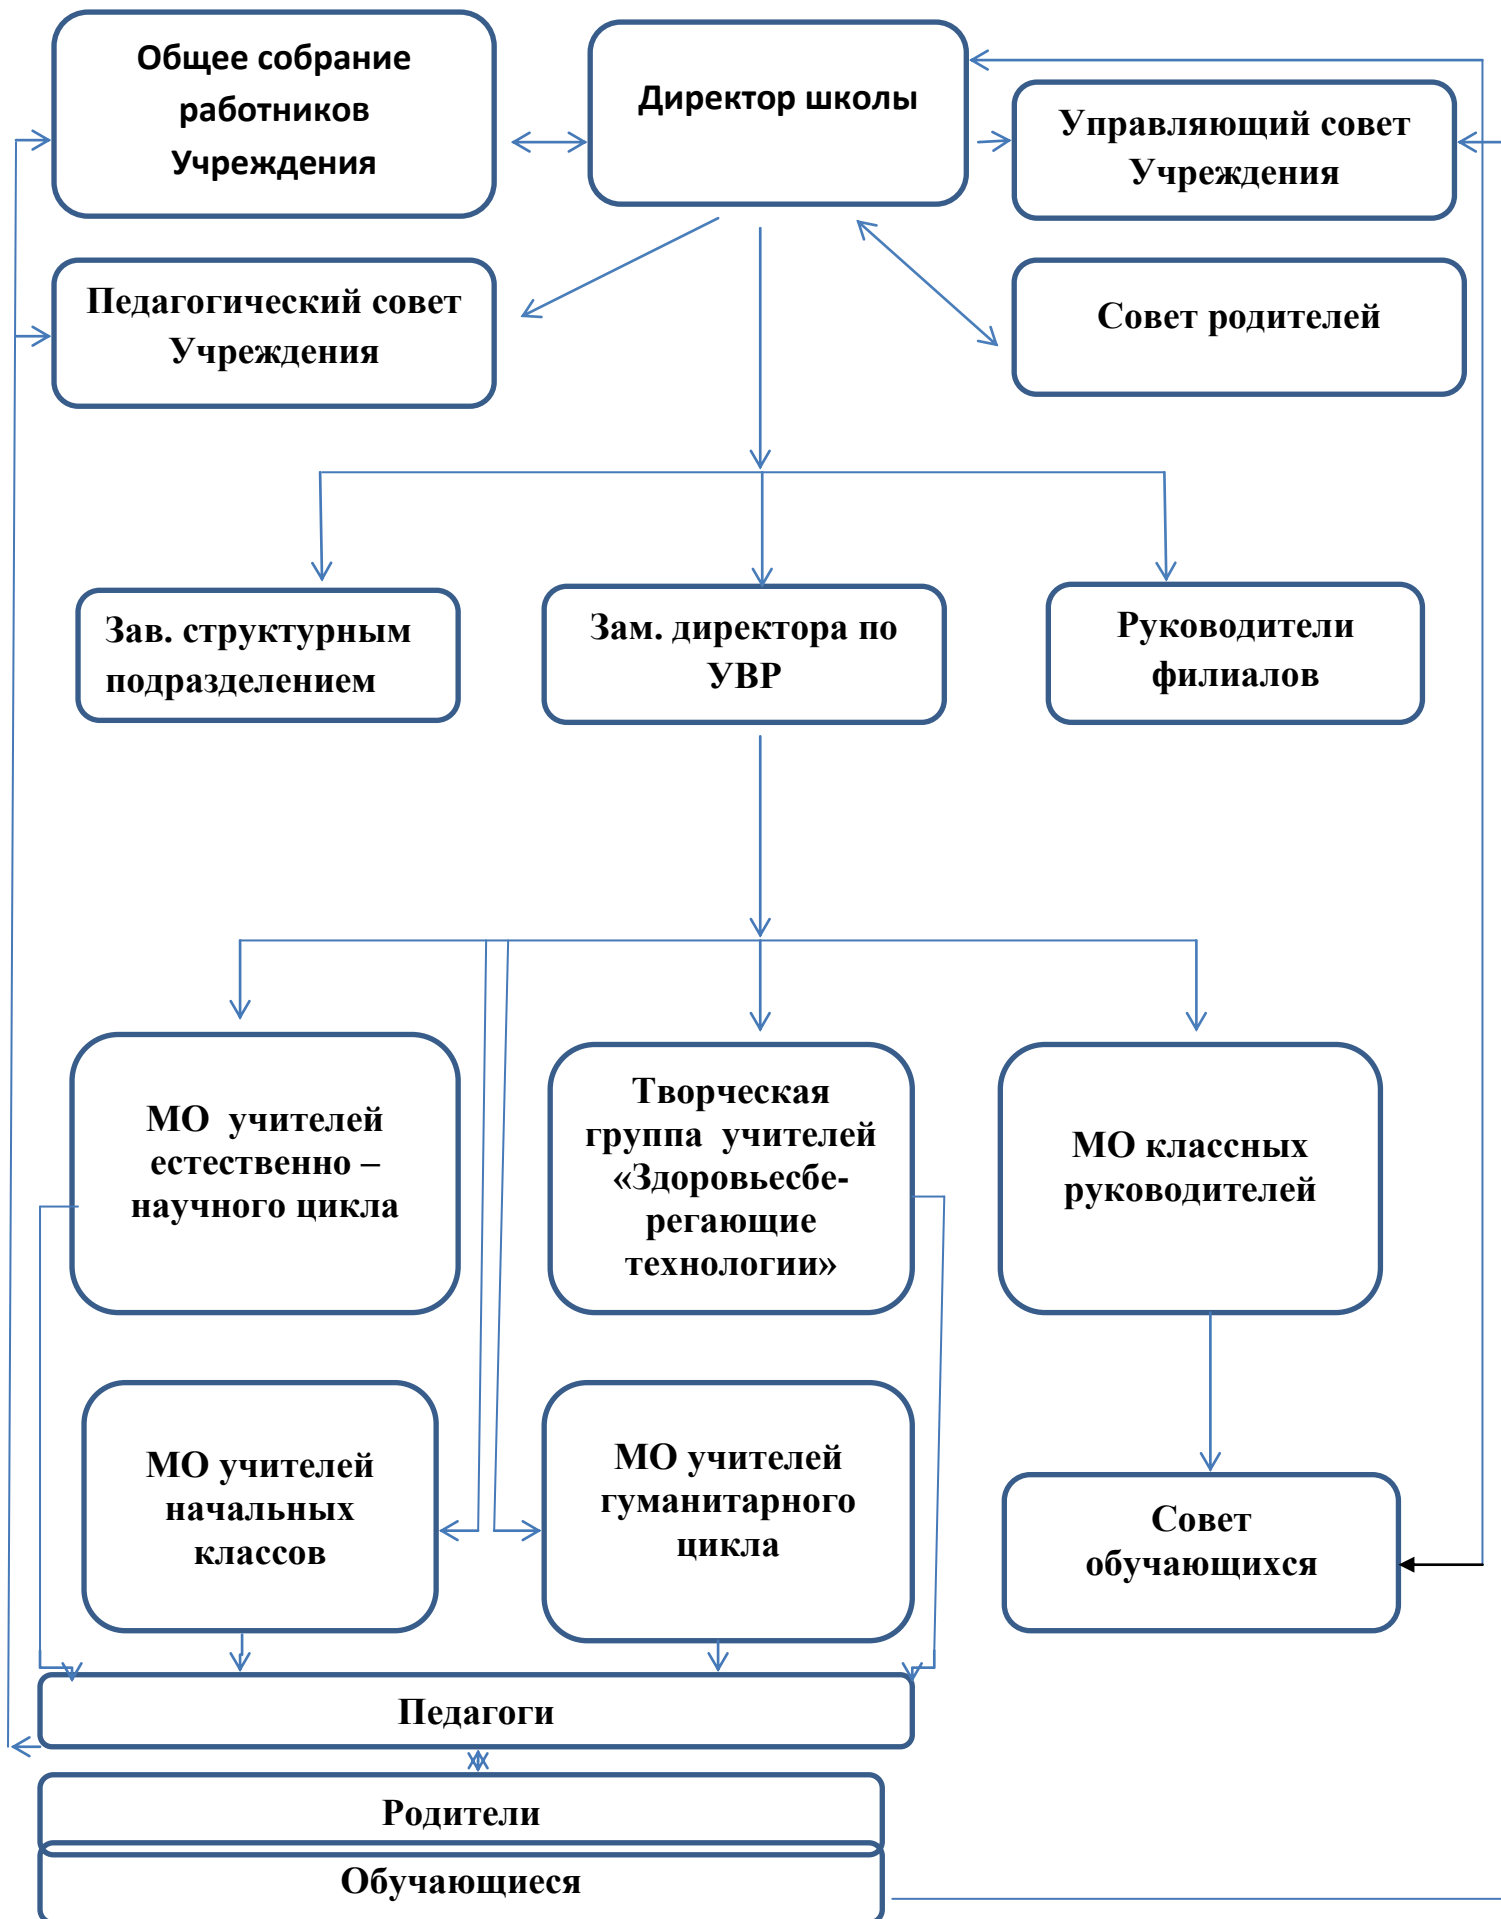 Общее собрание
работников
Учреждения
Директор школы
Управляющий совет
Учреждения
Педагогический совет
Учреждения
Совет родителей
Зав. структурным
подразделением
Зам. директора по
УВР
Руководители
филиалов
МО учителей
естественно –
научного цикла
Творческая
группа учителей
«Здоровьесбе-
регающие
технологии»
МО классных
руководителей
МО учителей
начальных
классов
МО учителей
гуманитарного
цикла
Совет
обучающихся
Педагоги
Родители
Обучающиеся